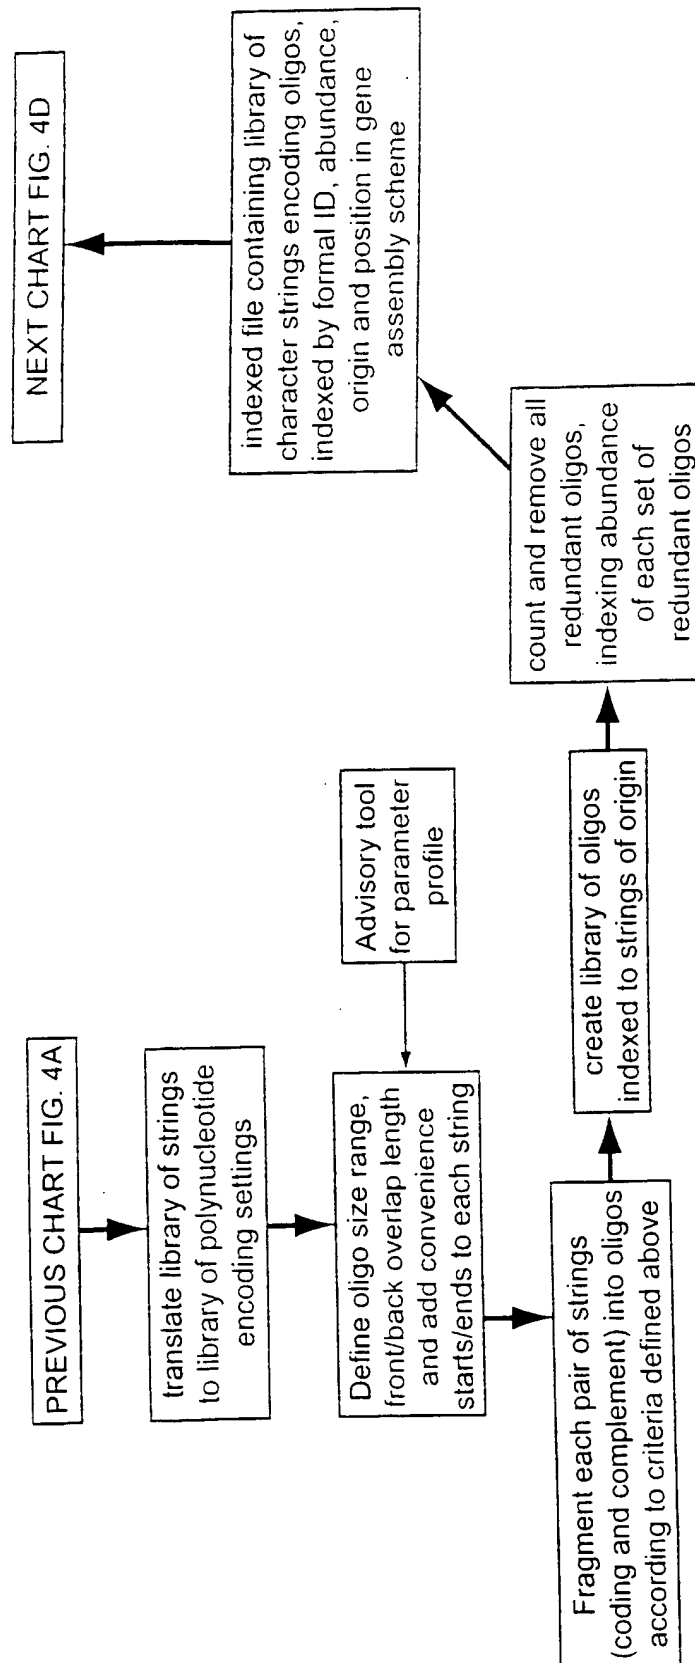 PREVIOUS CHART FIG. 4A
translate library of strings
to library of polynucleotide
encoding settings
Define oligo size range,
front/back overlap length
and add convenience
starts/ends to each string
Advisory tool
for parameter
profile
Fragment each pair of strings
(coding and complement) into oligos
according to criteria defined above
create library of oligos
indexed to strings of origin
count and remove all
redundant oligos,
indexing abundance
of each set of
redundant oligos
indexed file containing library of
character strings encoding oligos,
indexed by formal ID, abundance,
origin and position in gene
assembly scheme
NEXT CHART FIG. 4D